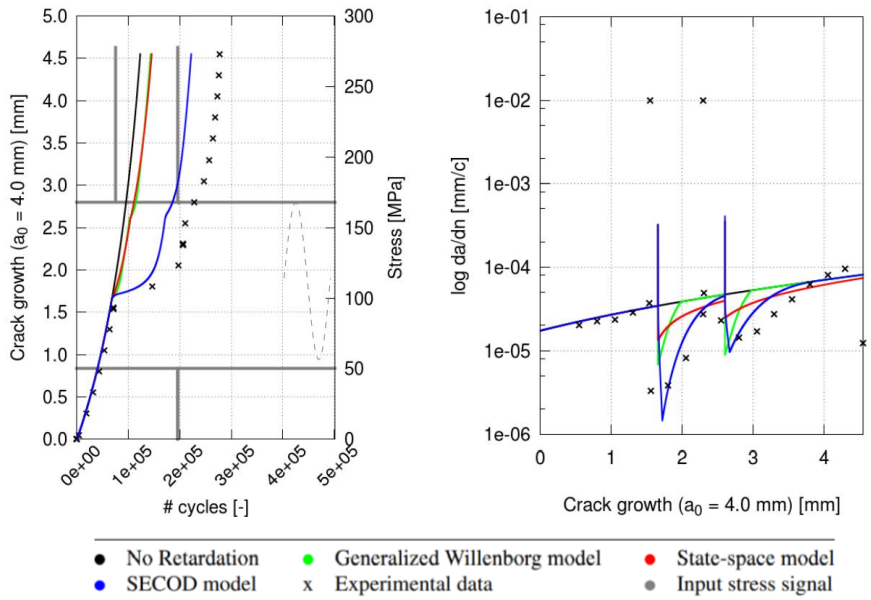 5.0
4.5
4.0
3.5
3.0
2.5
2.0
1.5
1.0
0.5
0.0
Crack growth (a0 = 4.0 mm) [mm]
300
250
200
150
100
50
0
Stress [MPa]
0e+00
1e+05
2e+05
3e+05
4e+05
5e+05
# cycles [-]
1e-01
1e-02
1e-03
1e-04
1e-05
1e-06
log da/dn [mm/c]
0
1
2
3
4
Crack growth (a0 = 4.0 mm) [mm]
No Retardation
Generalized Willenborg model
State-space model
SECOD model
x Experimental data
Input stress signal